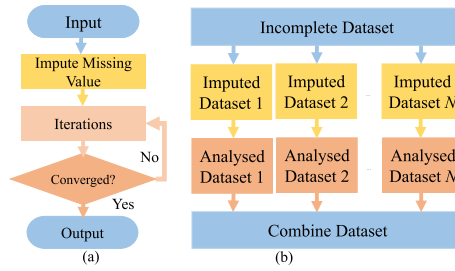 Input
Impute Missing
Value
Iterations
No
Converged?
Yes
Output
(a)
Incomplete Dataset
Imputed
Dataset 1
Imputed
Dataset 2
Imputed
Dataset M
Analysed
Dataset 1
Analysed
Dataset 2
Analysed
Dataset M
Combine Dataset
(b)